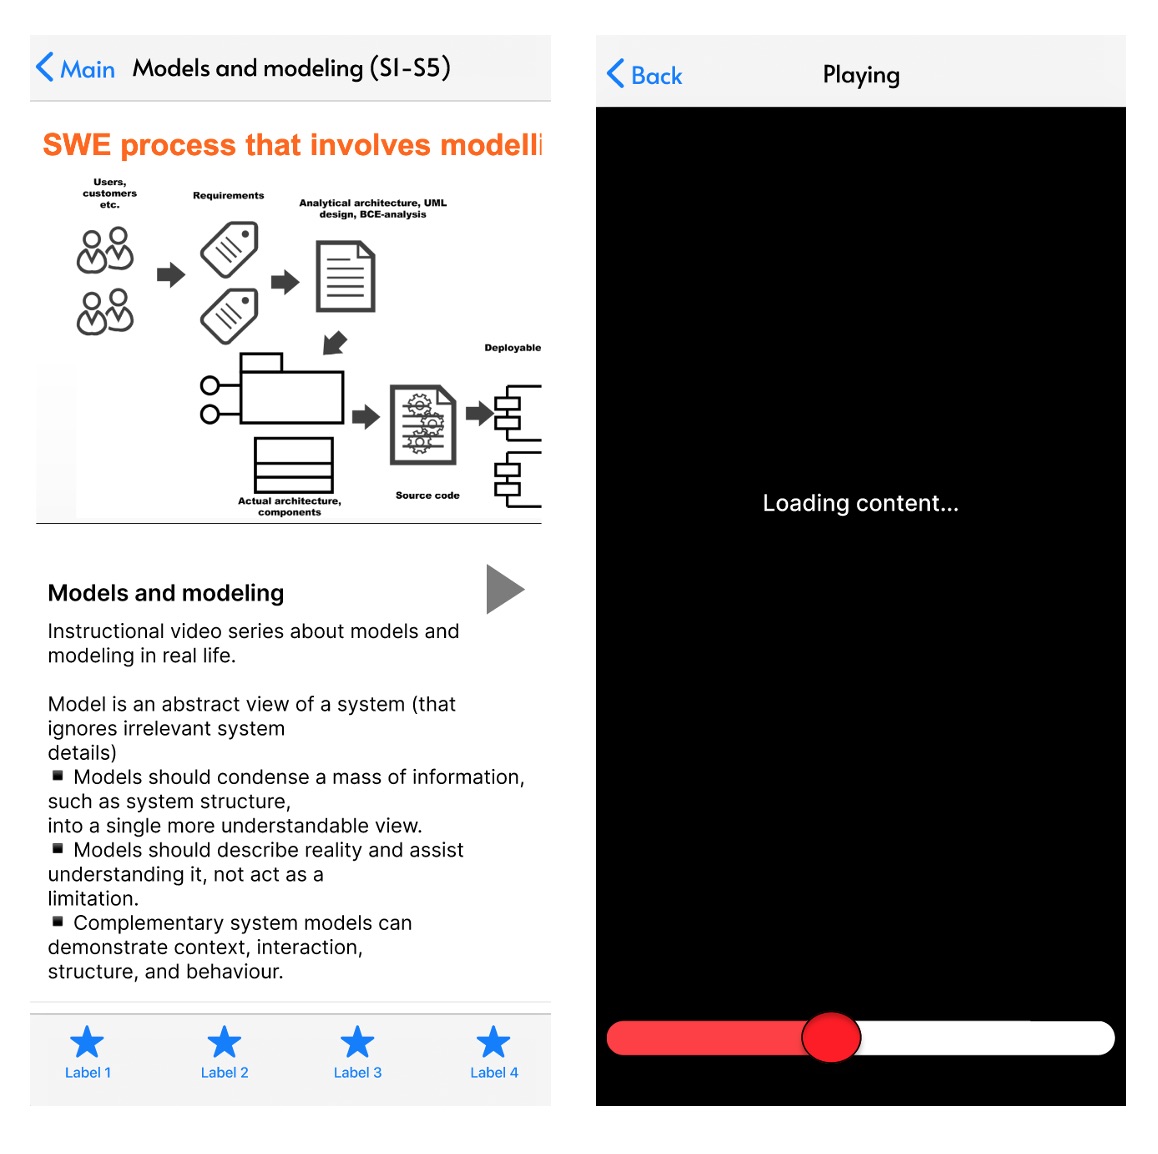 Main
Models and modeling (S1-S5)
SWE process that involves modelli
Users,
customers
etc.
Requirements
Analytical architecture, UML
design, BCE-analysis
Deployable
Actual architecture,
components
Source code
Models and modeling
Instructional video series about models and
modeling in real life.
Model is an abstract view of a system (that
ignores irrelevant system
details)
▪ Models should condense a mass of information,
such as system structure,
into a single more understandable view.
▪ Models should describe reality and assist
understanding it, not act as a
limitation.
▪ Complementary system models can
demonstrate context, interaction,
structure, and behaviour.
Label 1
Label 2
Label 3
Label 4
Back
Playing
Loading content...